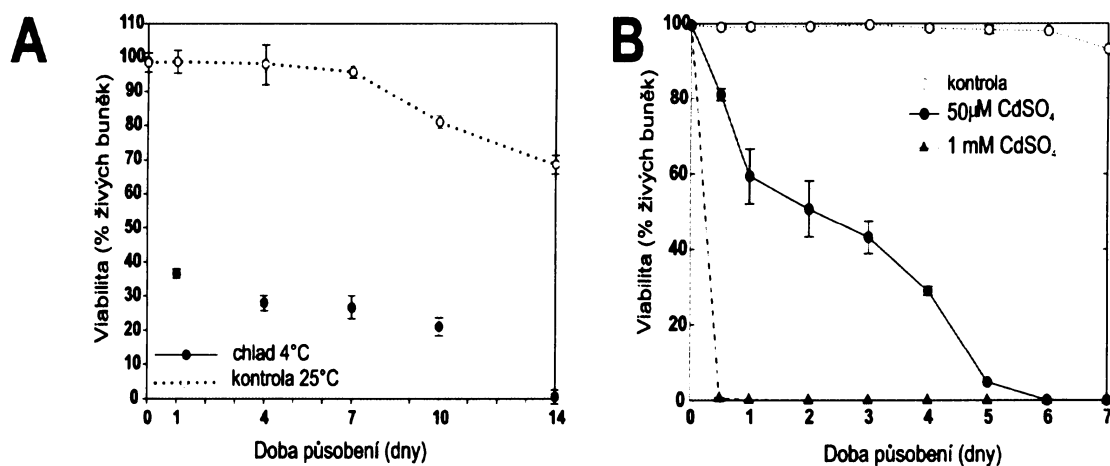 A
Viabilita (% živých buněk)
110
100
90
80
70
60
50
40
30
20
10
0
chlad 4°C
kontrola 25°C
0 1 4 7 10 14
Doba působení (dny)
B
Viabilita (% živých buněk)
100
80
60
40
20
0
kontrola
50µM CdSO₄
1 mM CdSO₄
0 1 2 3 4 5 6 7
Doba působení (dny)